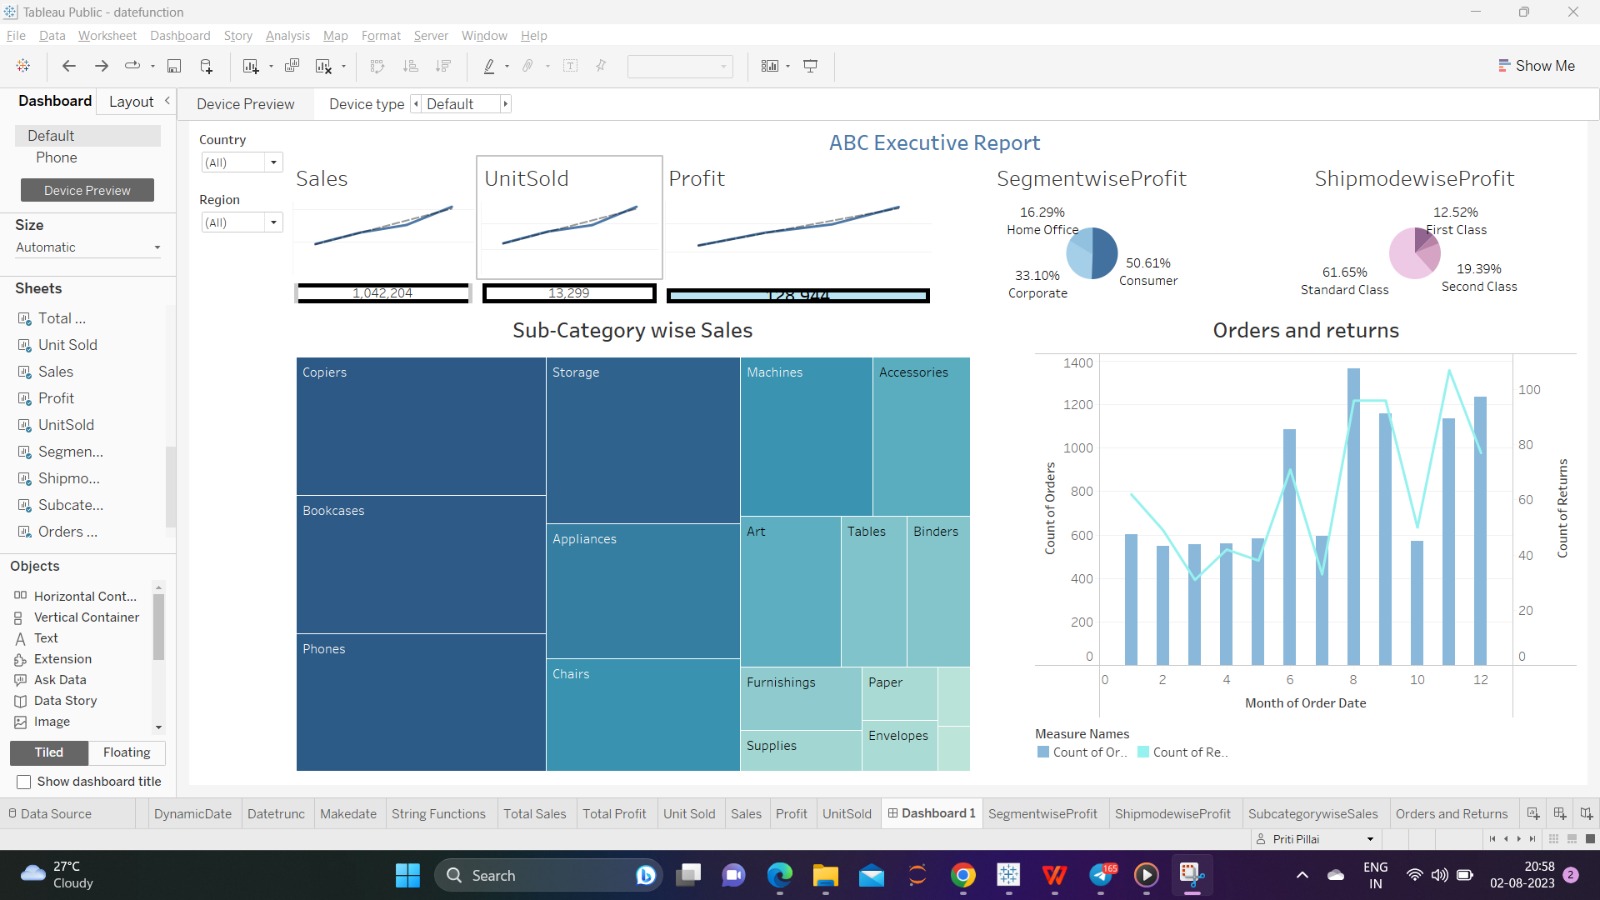 Tableau Public - datefunction
File Data Worksheet Dashboard Story Analysis Map Format Server Window Help
Show Me
Dashboard Layout
Device Preview Device type Default
Default
Phone
Device Preview
Size
Automatic
Sheets
Total ...
Unit Sold
Sales
Profit
UnitSold
Segmen...
Shipmo...
Subcate...
Orders ...
Objects
Horizontal Cont...
Vertical Container
Text
Extension
Ask Data
Data Story
Image
Tiled Floating
Show dashboard title
Country
(All)
Region
(All)
ABC Executive Report
Sales
1,042,204
UnitSold
13,299
Profit
128,944
SegmentwiseProfit
16.29%
Home Office
33.10%
Corporate
50.61%
Consumer
ShipmodewiseProfit
12.52%
First Class
61.65%
Standard Class
19.39%
Second Class
Sub-Category wise Sales
Copiers
Bookcases
Phones
Storage
Appliances
Chairs
Machines
Accessories
Art
Tables
Binders
Furnishings
Supplies
Paper
Envelopes
Orders and returns
Count of Orders
1400
1200
1000
800
600
400
200
0
Count of Returns
100
80
60
40
20
0
0 2 4 6 8 10 12
Month of Order Date
Measure Names
Count of Or.. Count of Re..
Data Source DynamicDate Datetrunc Makedate String Functions Total Sales Total Profit Unit Sold Sales Profit UnitSold Dashboard 1 SegmentwiseProfit ShipmodewiseProfit SubcategorywiseSales Orders and Returns
Priti Pillai
27°C
Cloudy
Search
165
ENG
IN
20:58
02-08-2023
2